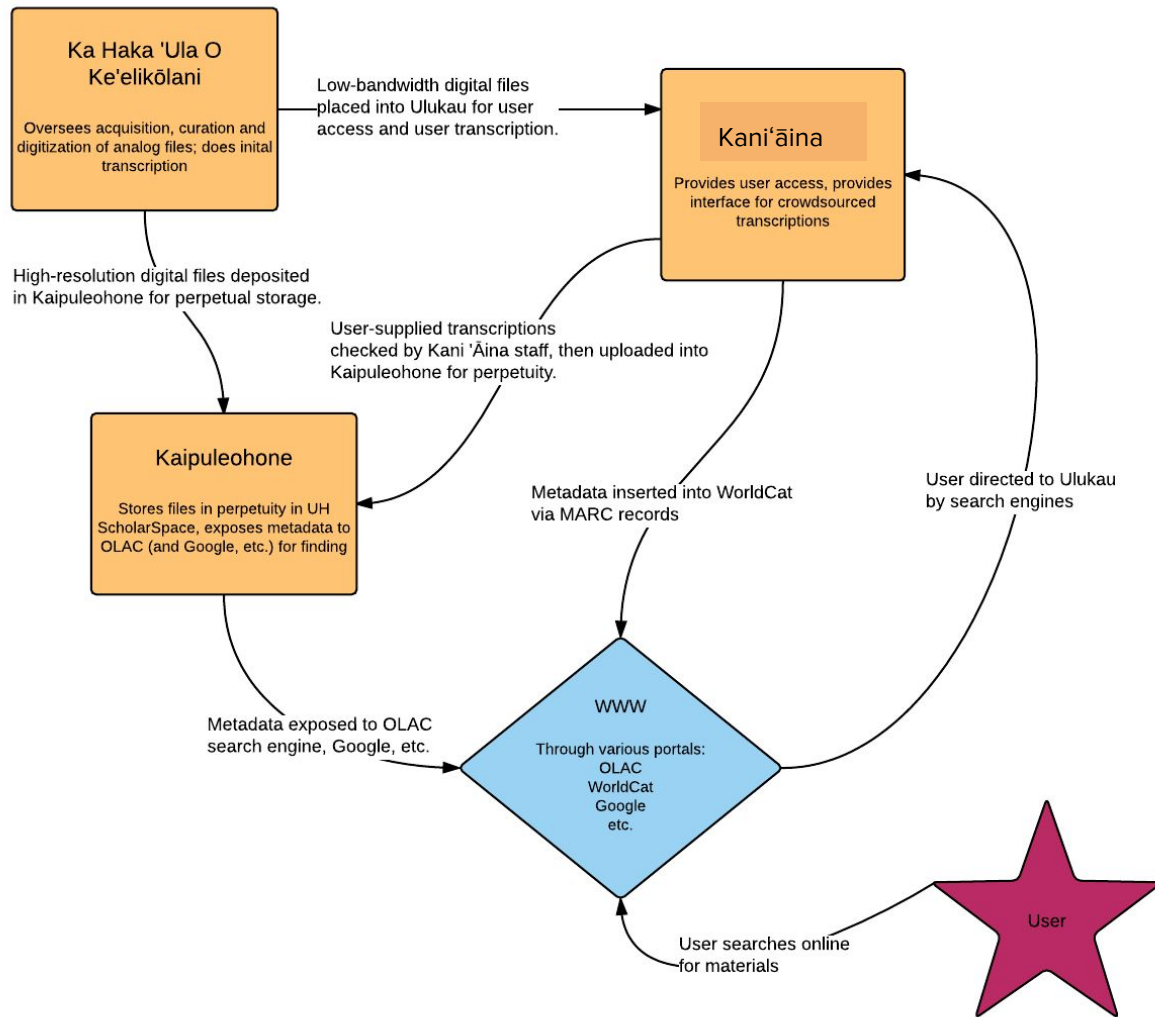 Ka Haka 'Ula O
Ke'elikōlani
Oversees acquisition, curation and
digitization of analog files; does inital
transcription
Low-bandwidth digital files
placed into Ulukau for user
access and user transcription.
Kaniʻāina
Provides user access, provides
interface for crowdsourced
transcriptions
High-resolution digital files deposited
in Kaipuleohone for perpetual storage.
User-supplied transcriptions
checked by Kani 'Āina staff, then uploaded into
Kaipuleohone for perpetuity.
Kaipuleohone
Stores files in perpetuity in UH
ScholarSpace, exposes metadata to
OLAC (and Google, etc.) for finding
Metadata inserted into WorldCat
via MARC records
User directed to Ulukau
by search engines
Metadata exposed to OLAC
search engine, Google, etc.
WWW
Through various portals:
OLAC
WorldCat
Google
etc.
User
User searches online
for materials